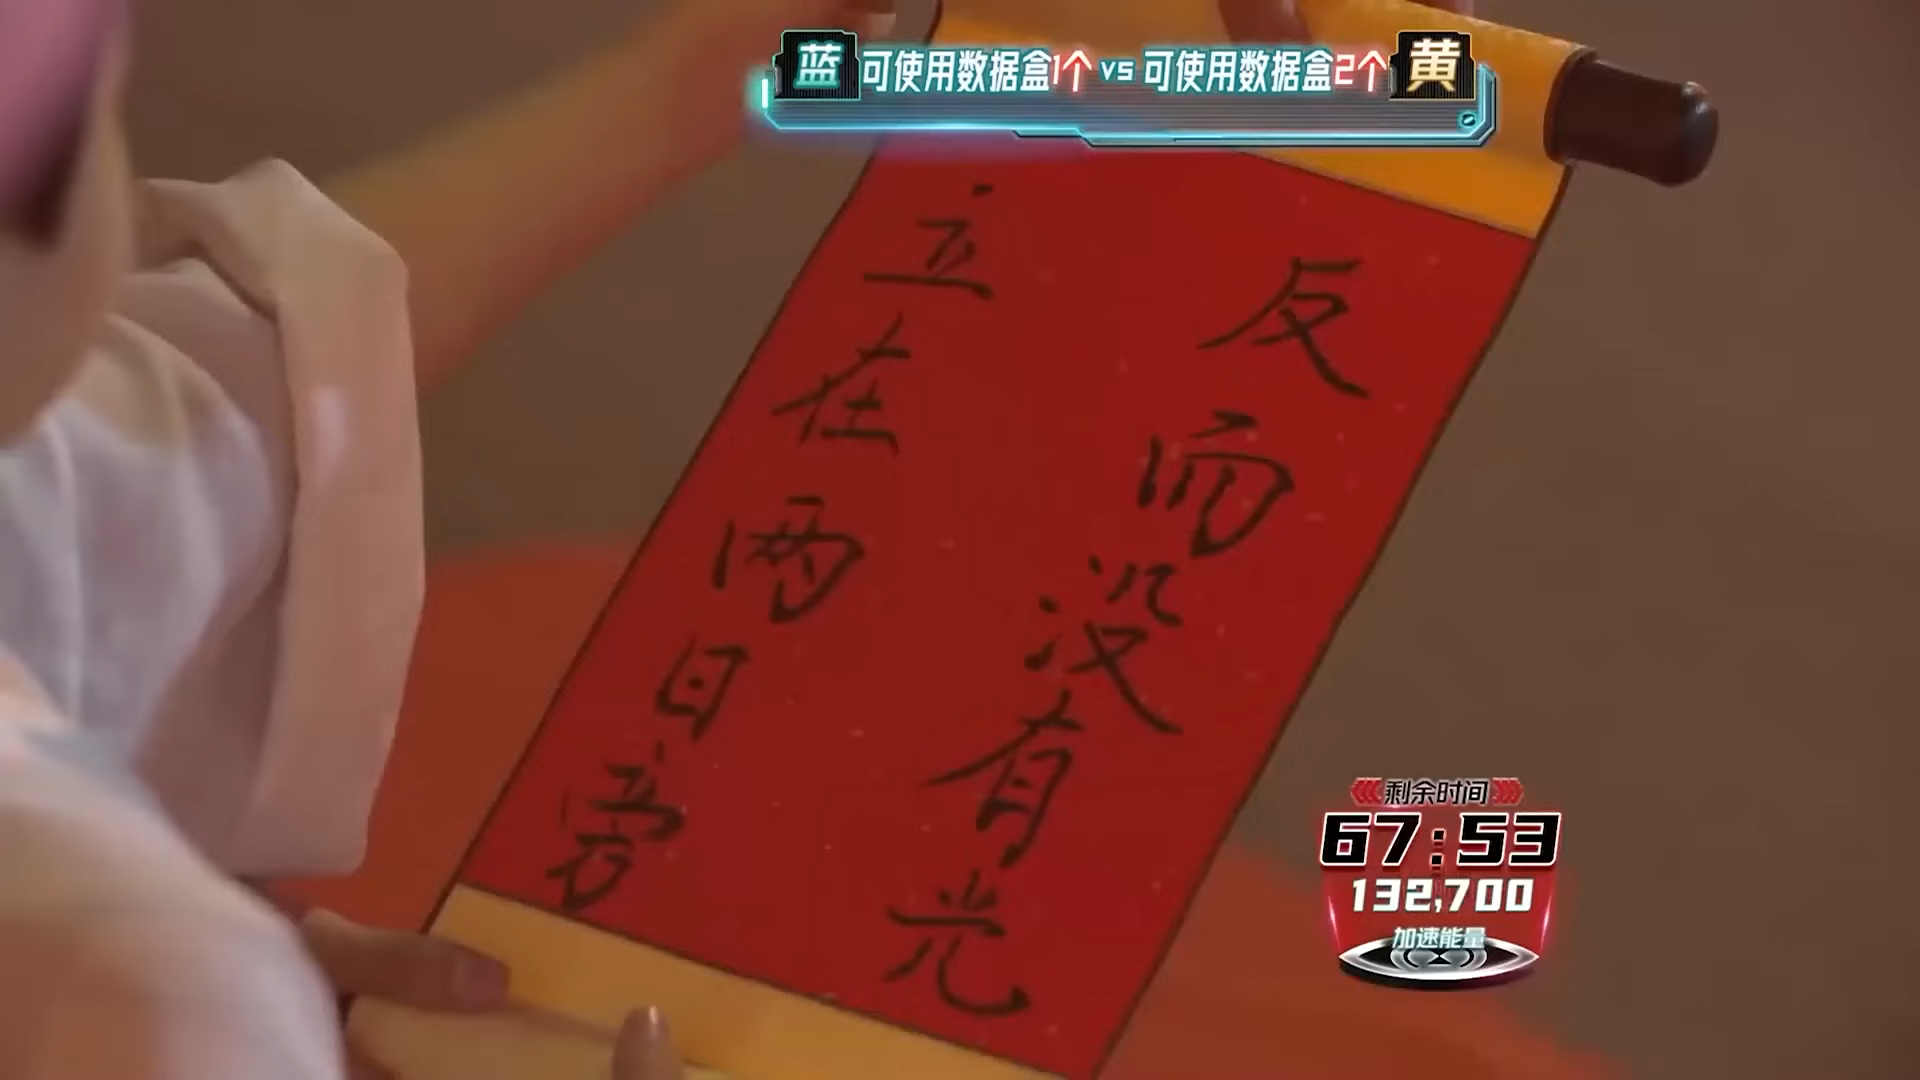 蓝 可使用数据盒1个 vs 可使用数据盒2个 黄
反而没有光
立在两日旁
剩余时间
67:53
132,700
加速能量